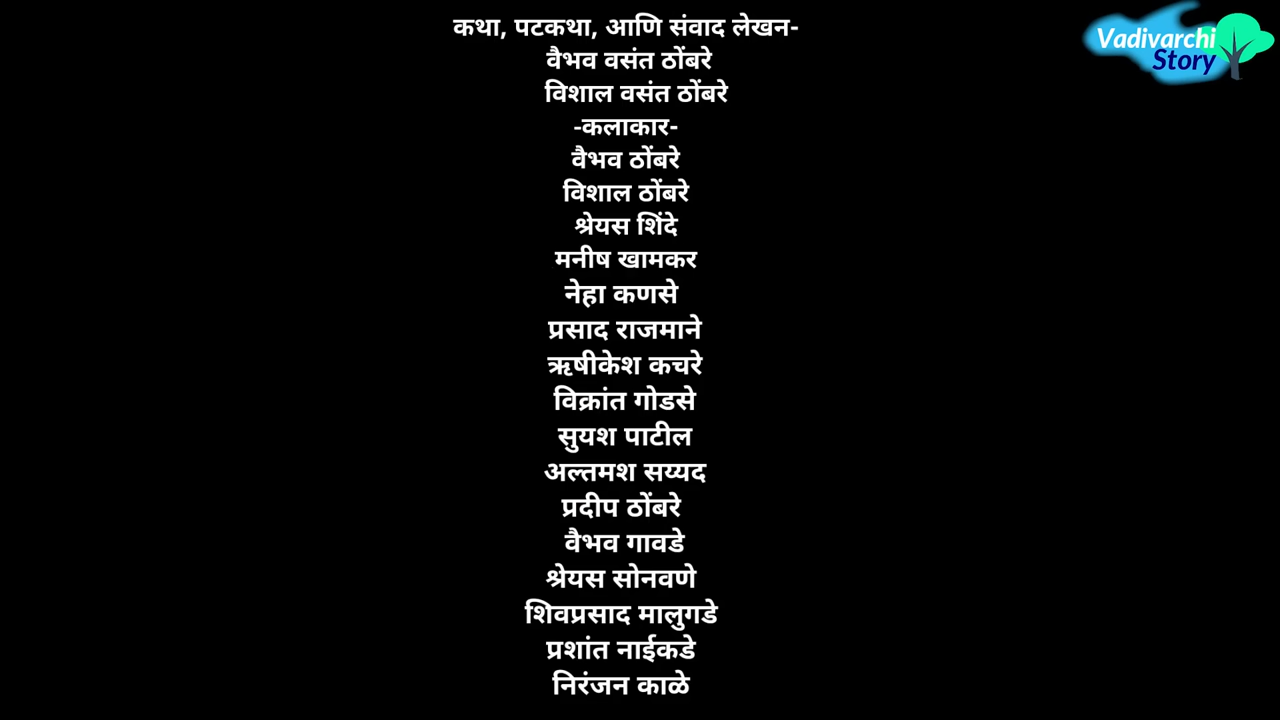 कथा, पटकथा, आणि संवाद लेखन-
वैभव वसंत ठोंबरे
विशाल वसंत ठोंबरे
-कलाकार-
वैभव ठोंबरे
विशाल ठोंबरे
श्रेयस शिंदे
मनीष खामकर
नेहा कणसे
प्रसाद राजमाने
ऋषीकेश कचरे
विक्रांत गोडसे
सुयश पाटील
अल्तमश सय्यद
प्रदीप ठोंबरे
वैभव गावडे
श्रेयस सोनवणे
शिवप्रसाद मालुगडे
प्रशांत नाईकडे
निरंजन काळे
Vadivarchi
Story